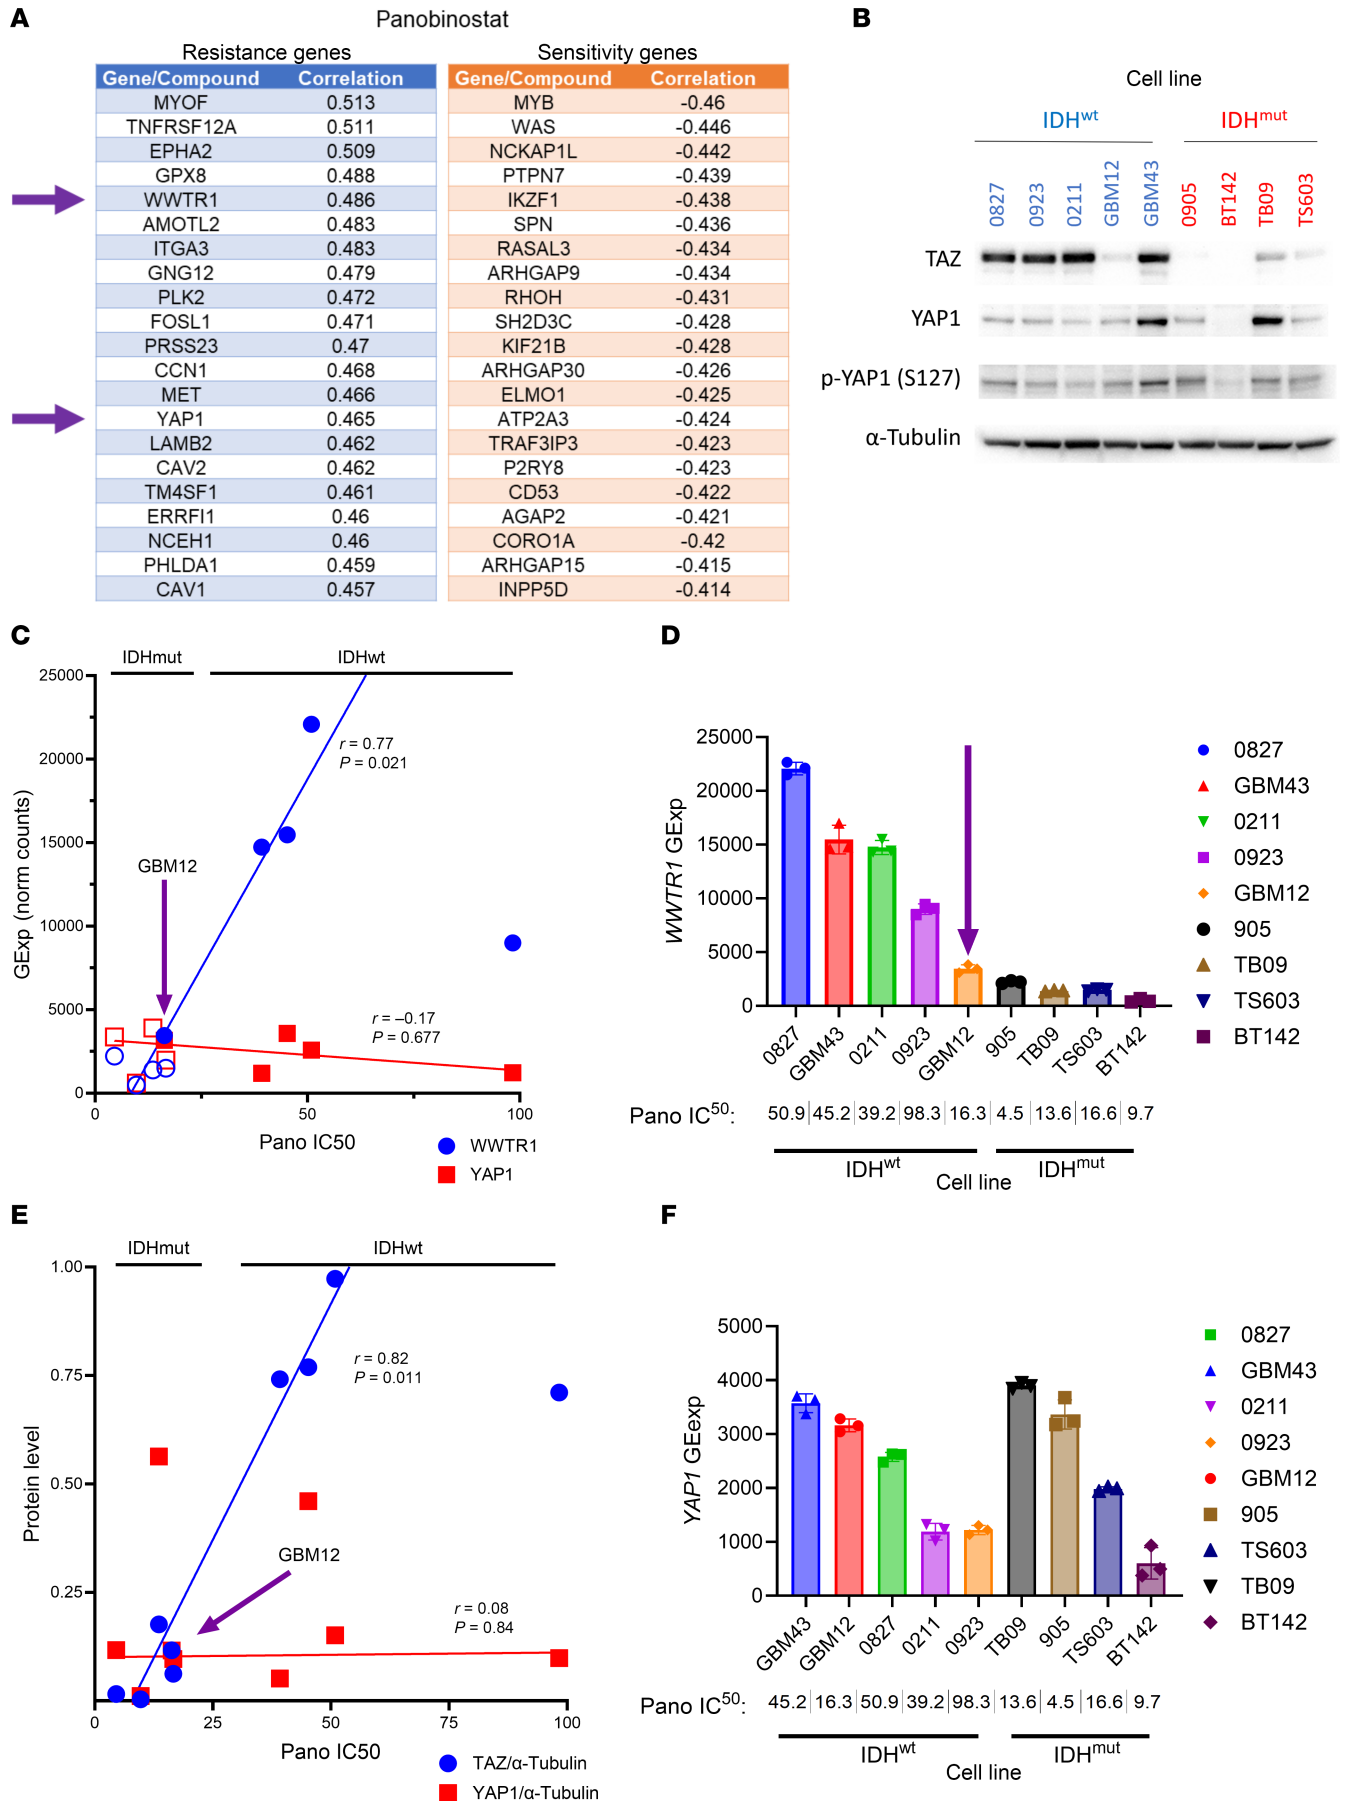 A
Panobinostat
Resistance genes
Sensitivity genes
Gene/Compound Correlation
MYOF 0.513
TNFRSF12A 0.511
EPHA2 0.509
GPX8 0.488
WWTR1 0.486
AMOTL2 0.483
ITGA3 0.483
GNG12 0.479
PLK2 0.472
FOSL1 0.471
PRSS23 0.47
CCN1 0.468
MET 0.466
YAP1 0.465
LAMB2 0.462
CAV2 0.462
TM4SF1 0.461
ERRFI1 0.46
NCEH1 0.46
PHLDA1 0.459
CAV1 0.457
Gene/Compound Correlation
MYB -0.46
WAS -0.446
NCKAP1L -0.442
PTPN7 -0.439
IKZF1 -0.438
SPN -0.436
RASAL3 -0.434
ARHGAP9 -0.434
RHOH -0.431
SH2D3C -0.428
KIF21B -0.428
ARHGAP30 -0.426
ELMO1 -0.425
ATP2A3 -0.424
TRAF3IP3 -0.423
P2RY8 -0.423
CD53 -0.422
AGAP2 -0.421
CORO1A -0.42
ARHGAP15 -0.415
INPP5D -0.414
B
Cell line
IDHwt IDHmut
0827 0923 0211 GBM12 GBM43 0905 BT142 TB09 TS603
TAZ
YAP1
p-YAP1 (S127)
α-Tubulin
C
IDHmut IDHwt
25000
20000
15000
10000
5000
0
GExp (norm counts)
r = 0.77
P = 0.021
GBM12
r = –0.17
P = 0.677
0 50 100
Pano IC50
WWTR1
YAP1
D
25000
20000
15000
10000
5000
0
WWTR1 GExp
0827 GBM43 0211 0923 GBM12 905 TB09 TS603 BT142
Pano IC50: 50.9 45.2 39.2 98.3 16.3 4.5 13.6 16.6 9.7
IDHwt IDHmut
Cell line
0827
GBM43
0211
0923
GBM12
905
TB09
TS603
BT142
E
IDHmut IDHwt
1.00
0.75
0.50
0.25
Protein level
r = 0.82
P = 0.011
GBM12
r = 0.08
P = 0.84
0 25 50 75 100
Pano IC50
TAZ/α-Tubulin
YAP1/α-Tubulin
F
5000
4000
3000
2000
1000
0
YAP1 GEexp
GBM43 GBM12 0827 0211 0923 TB09 905 TS603 BT142
Pano IC50: 45.2 16.3 50.9 39.2 98.3 13.6 4.5 16.6 9.7
IDHwt IDHmut
Cell line
0827
GBM43
0211
0923
GBM12
905
TS603
TB09
BT142